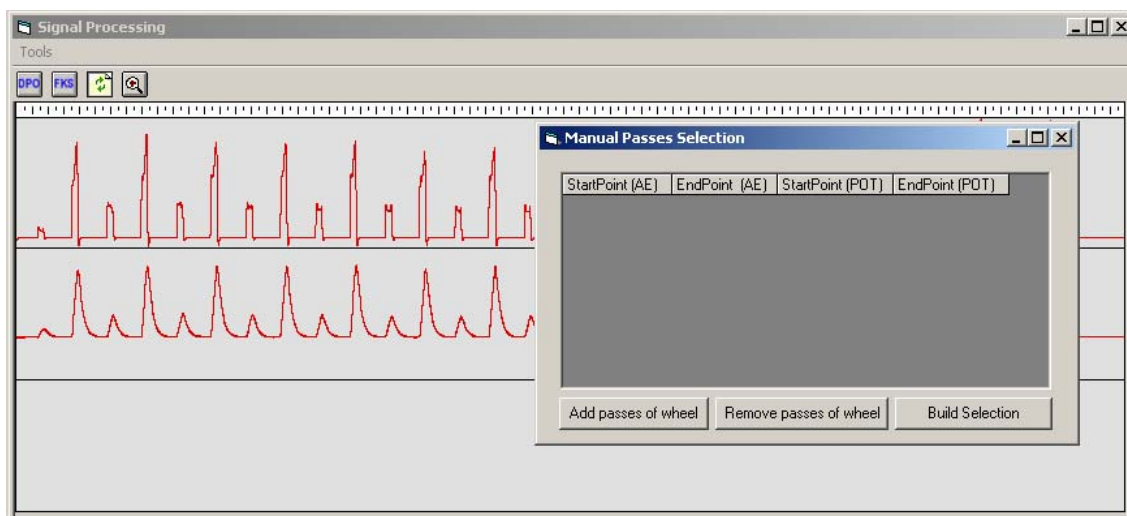 Signal Processing
Tools
DPO FKS
Manual Passes Selection
StartPoint (AE) EndPoint (AE) StartPoint (POT) EndPoint (POT)
Add passes of wheel Remove passes of wheel Build Selection